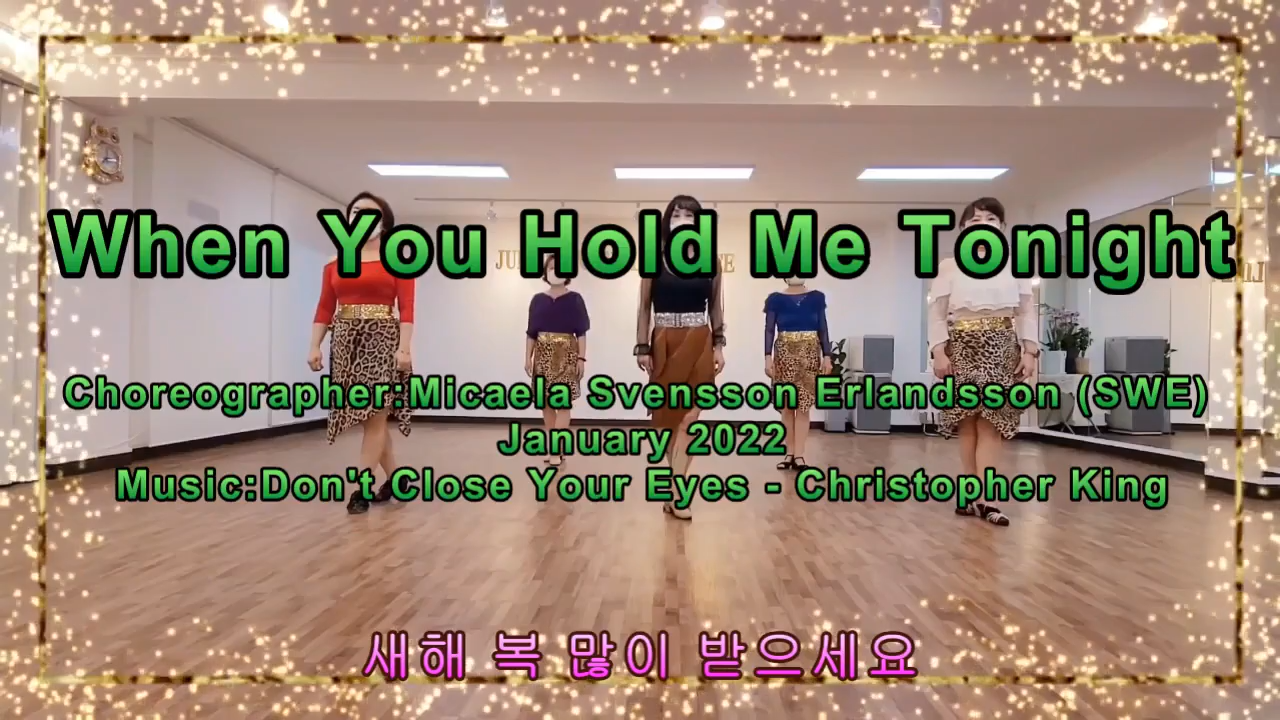 When You Hold Me Tonight
Choreographer:Micaela Svensson Erlandsson (SWE)
January 2022
Music:Don't Close Your Eyes - Christopher King
새해 복 많이 받으세요